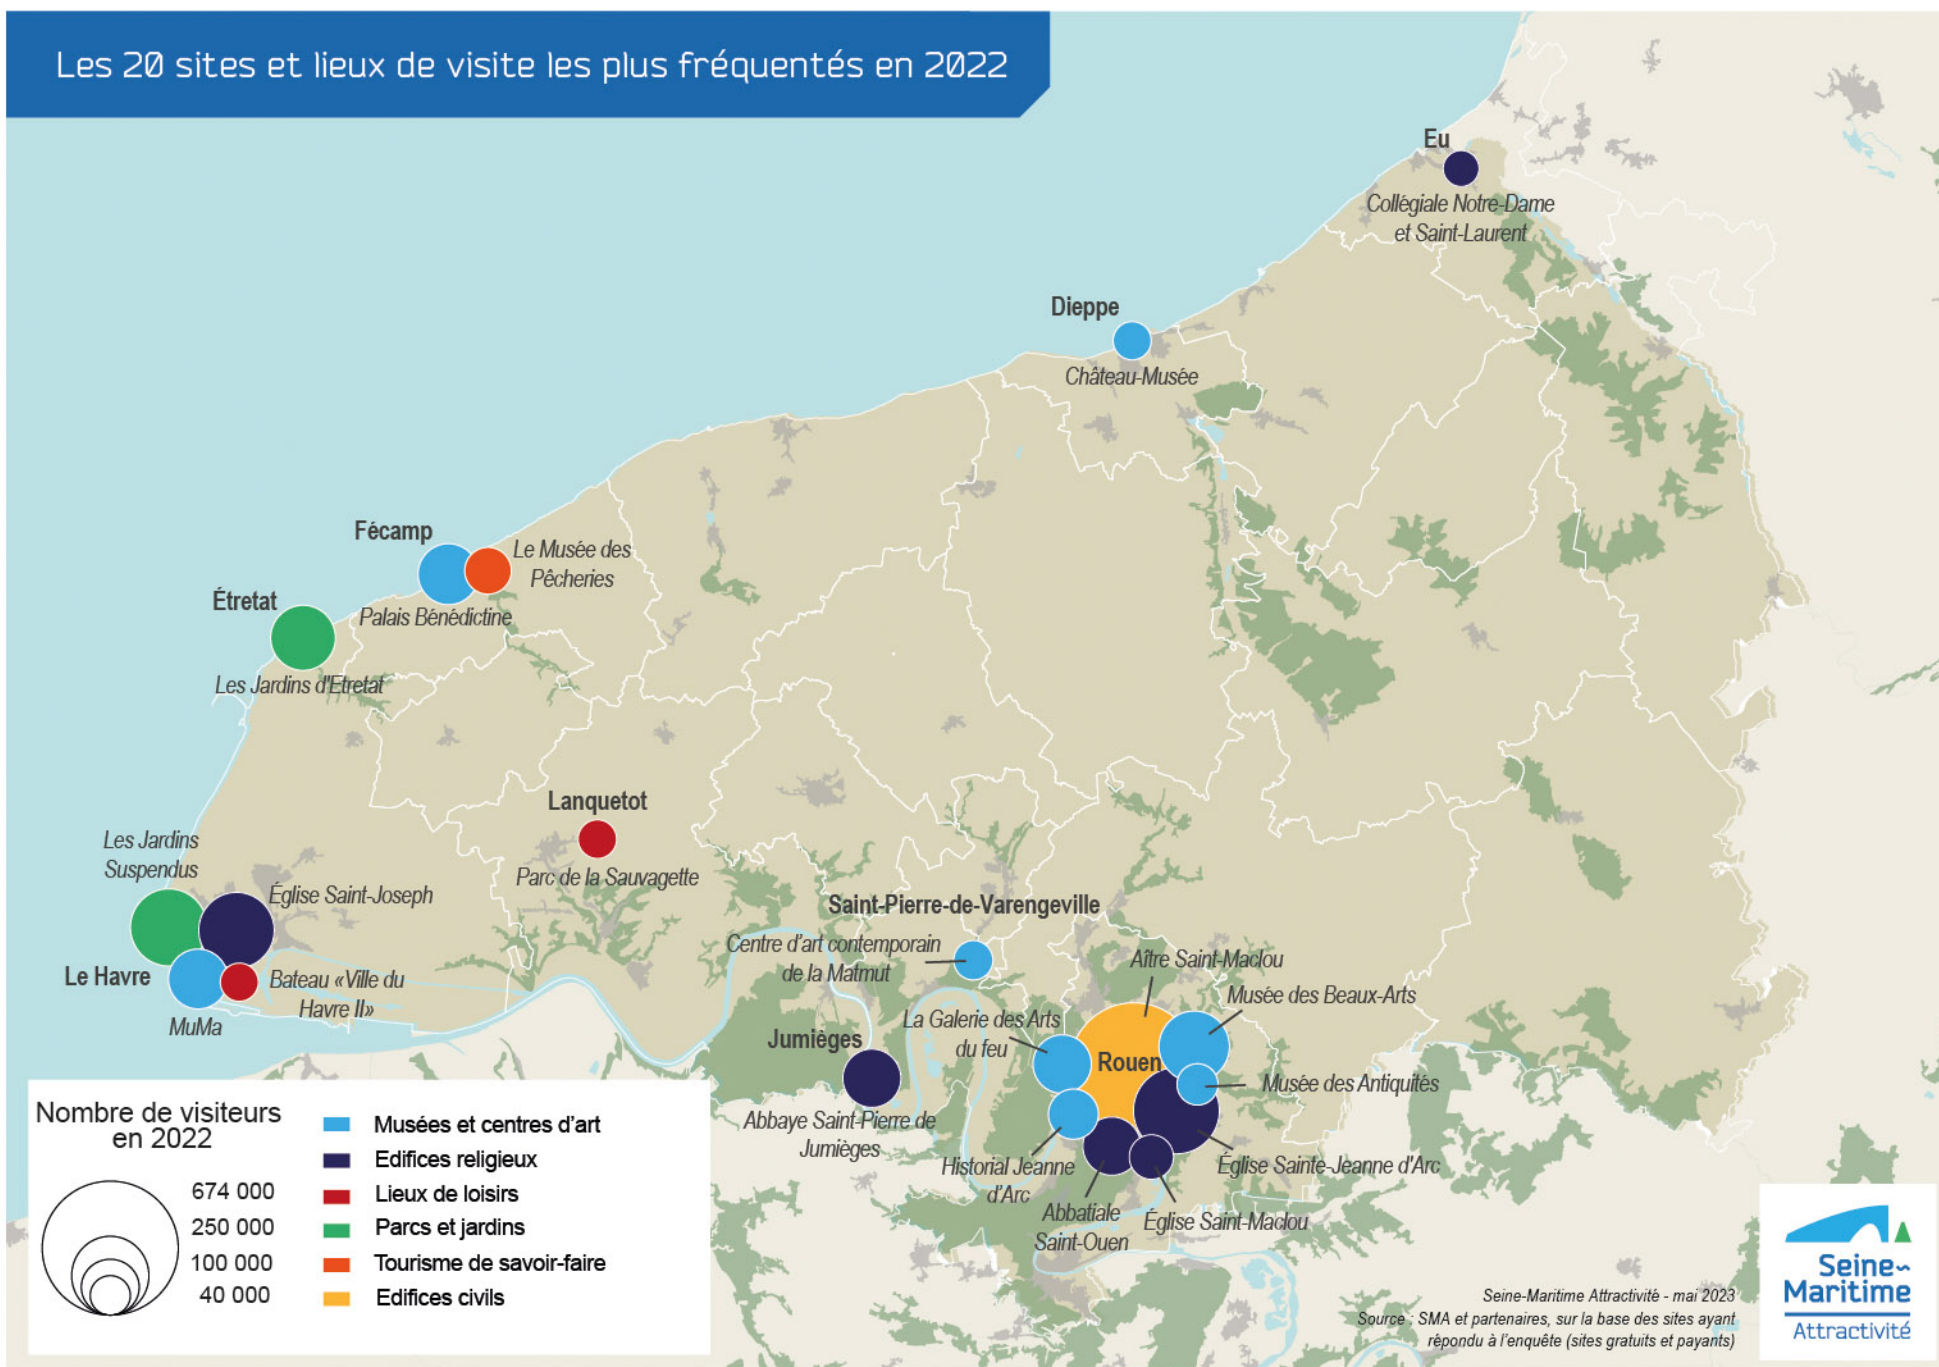 Les 20 sites et lieux de visite les plus fréquentés en 2022
Eu
Collégiale Notre-Dame
et Saint-Laurent
Dieppe
Château-Musée
Fécamp
Le Musée des
Pêcheries
Palais Bénédictine
Étretat
Les Jardins d'Etretat
Lanquetot
Parc de la Sauvagette
Les Jardins
Suspendus
Église Saint-Joseph
Le Havre
Bateau «Ville du
Havre II»
MuMa
Saint-Pierre-de-Varengeville
Centre d'art contemporain
de la Matmut
Aître Saint-Maclou
Musée des Beaux-Arts
La Galerie des Arts
du feu
Rouen
Musée des Antiquités
Jumièges
Abbaye Saint-Pierre de
Jumièges
Historial Jeanne
d'Arc
Église Sainte-Jeanne d'Arc
Abbatiale
Saint-Ouen
Église Saint-Maclou
Nombre de visiteurs
en 2022
674 000
250 000
100 000
40 000
Musées et centres d'art
Edifices religieux
Lieux de loisirs
Parcs et jardins
Tourisme de savoir-faire
Edifices civils
Seine-Maritime Attractivité - mai 2023
Source : SMA et partenaires, sur la base des sites ayant
répondu à l'enquête (sites gratuits et payants)
Seine~
Maritime
Attractivité